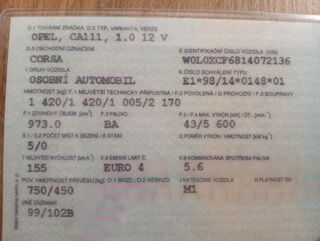 D.1 TOVÁRNÍ ZNAČKA, D.2 TYP, VARIANTA, VERZE
OPEL, CA111, 1.0 12 V
D.3 OBCHODNÍ OZNAČENÍ E IDENTIFIKAČNÍ ČÍSLO VOZIDLA (VIN)
CORSA W0L0XCF6814072136
1 DRUH VOZIDLA K ČÍSLO SCHVÁLENÍ TYPU
OSOBNÍ AUTOMOBIL E1*98/14*0148*01
HMOTNOST [kg] - F.1 NEJVĚTŠÍ TECHNICKY PŘÍPUSTNÁ / F.2 POVOLENÁ / G PROVOZNÍ / F.3 SOUPRAVY
1 420/1 420/1 005/2 170
P.1 ZDVIHOVÝ OBJEM [cm³] P.3 PALIVO P.2 / P.4 MAX. VÝKON [kW] / OT. [min⁻¹]
973.0 BA 43/5 600
S.1 / S.2 POČET MÍST K SEZENÍ / K STÁNÍ Q POMĚR VÝKON / HMOTNOST [kW/kg]
5/0
T NEJVYŠŠÍ RYCHLOST [km.h⁻¹] V.9 EMISNÍ LIMIT Č. V.8 KOMBINOVANÁ SPOTŘEBA PALIVA
155 EURO 4 5.6
POV. HMOTNOST PŘÍVĚSU [kg] - O.1 BRZD./O.2 NEBRZD. J KATEGORIE VOZIDLA H PLATNOST DO
750/450 M1
JINÉ ZÁZNAMY
99/102B